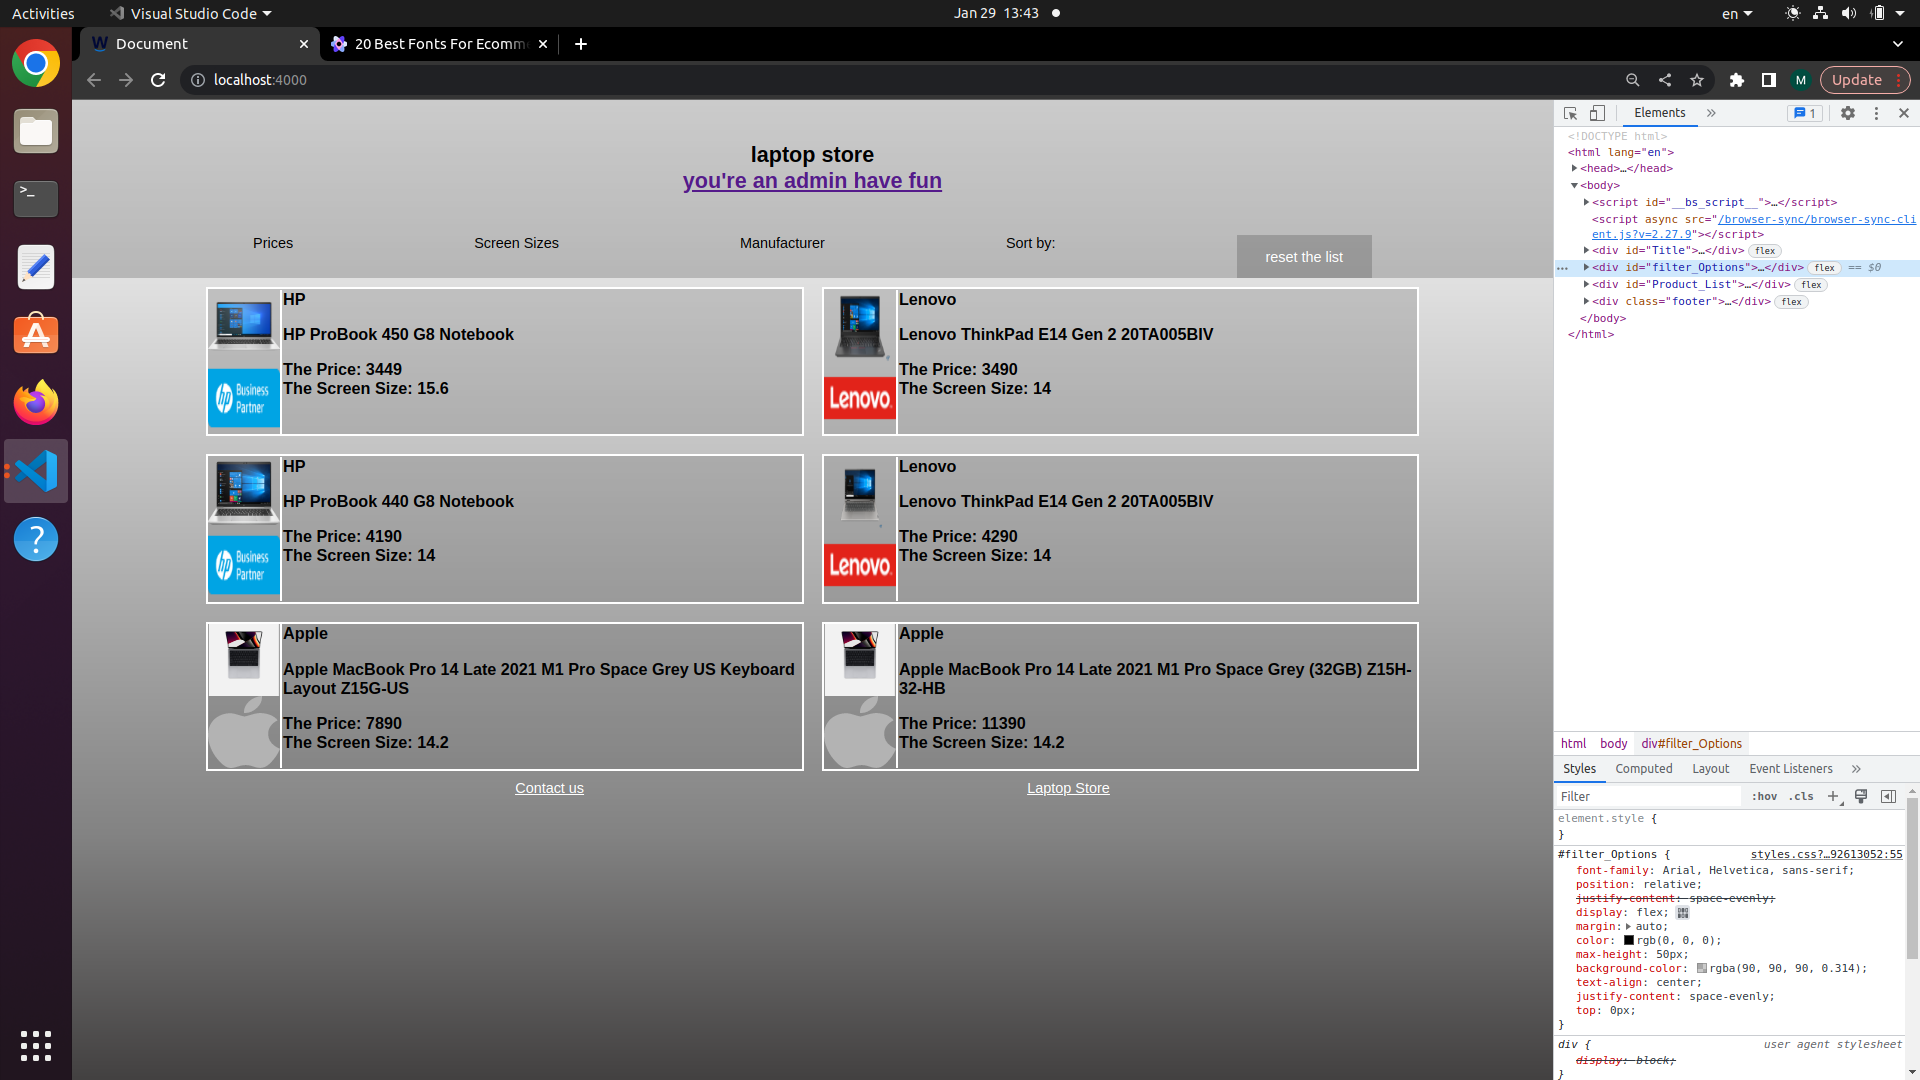 Activities
Visual Studio Code
Jan 29 13:43
en
Document
20 Best Fonts For Ecomm
localhost:4000
M
Update
laptop store
you're an admin have fun
Prices
Screen Sizes
Manufacturer
Sort by:
reset the list
HP
HP ProBook 450 G8 Notebook
The Price: 3449
The Screen Size: 15.6
hp Business Partner
Lenovo
Lenovo ThinkPad E14 Gen 2 20TA005BIV
The Price: 3490
The Screen Size: 14
Lenovo.
HP
HP ProBook 440 G8 Notebook
The Price: 4190
The Screen Size: 14
hp Business Partner
Lenovo
Lenovo ThinkPad E14 Gen 2 20TA005BIV
The Price: 4290
The Screen Size: 14
Lenovo.
Apple
Apple MacBook Pro 14 Late 2021 M1 Pro Space Grey US Keyboard
Layout Z15G-US
The Price: 7890
The Screen Size: 14.2
Apple
Apple MacBook Pro 14 Late 2021 M1 Pro Space Grey (32GB) Z15H-
32-HB
The Price: 11390
The Screen Size: 14.2
Contact us
Laptop Store
Elements
1
<!DOCTYPE html>
<html lang="en">
<head>…</head>
<body>
<script id="__bs_script__">…</script>
<script async src="/browser-sync/browser-sync-cli
ent.js?v=2.27.9"></script>
<div id="Title">…</div> flex
<div id="filter_Options">…</div> flex == $0
<div id="Product_List">…</div> flex
<div class="footer">…</div> flex
</body>
</html>
html body div#filter_Options
Styles Computed Layout Event Listeners
Filter
:hov .cls
element.style {
}
#filter_Options {
styles.css?…92613052:55
font-family: Arial, Helvetica, sans-serif;
position: relative;
justify-content: space-evenly;
display: flex;
margin: auto;
color: rgb(0, 0, 0);
max-height: 50px;
background-color: rgba(90, 90, 90, 0.314);
text-align: center;
justify-content: space-evenly;
top: 0px;
}
div {
user agent stylesheet
display: block;
}